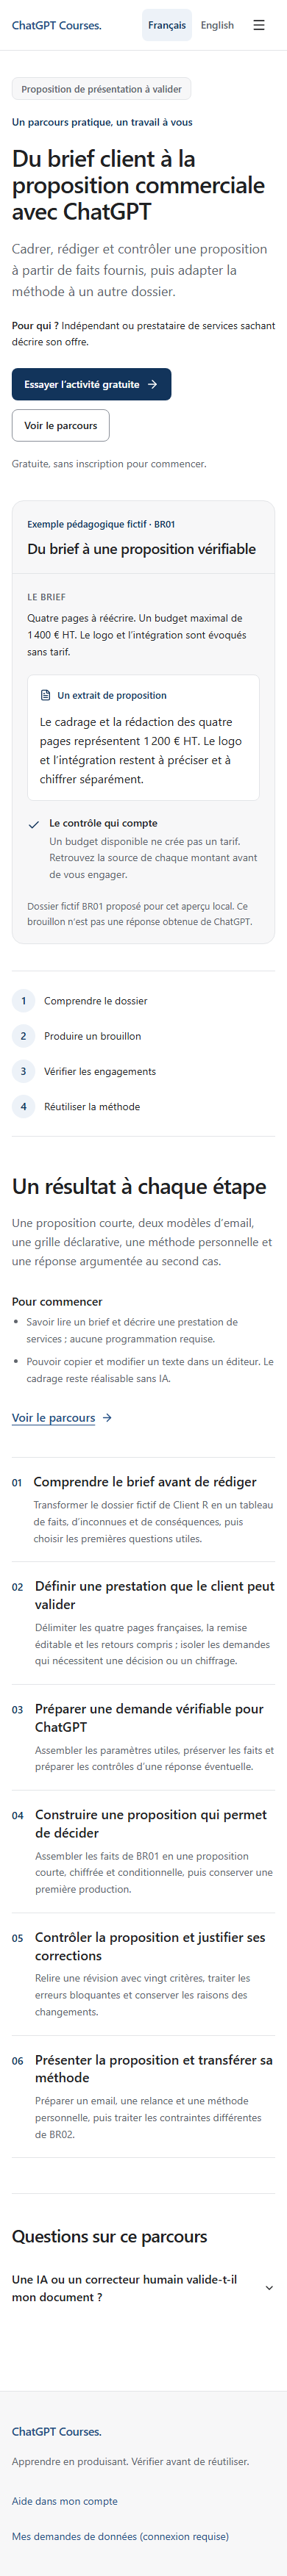 ChatGPT Courses.
Français
English
Proposition de présentation à valider
Un parcours pratique, un travail à vous
Du brief client à la
proposition commerciale
avec ChatGPT
Cadrer, rédiger et contrôler une proposition
à partir de faits fournis, puis adapter la
méthode à un autre dossier.
Pour qui ? Indépendant ou prestataire de services sachant
décrire son offre.
Essayer l’activité gratuite
Voir le parcours
Gratuite, sans inscription pour commencer.
Exemple pédagogique fictif · BR01
Du brief à une proposition vérifiable
LE BRIEF
Quatre pages à réécrire. Un budget maximal de
1 400 € HT. Le logo et l’intégration sont évoqués
sans tarif.
Un extrait de proposition
Le cadrage et la rédaction des quatre
pages représentent 1 200 € HT. Le logo
et l’intégration restent à préciser et à
chiffrer séparément.
Le contrôle qui compte
Un budget disponible ne crée pas un tarif.
Retrouvez la source de chaque montant avant
de vous engager.
Dossier fictif BR01 proposé pour cet aperçu local. Ce
brouillon n’est pas une réponse obtenue de ChatGPT.
1 Comprendre le dossier
2 Produire un brouillon
3 Vérifier les engagements
4 Réutiliser la méthode
Un résultat à chaque étape
Une proposition courte, deux modèles d’email,
une grille déclarative, une méthode personnelle et
une réponse argumentée au second cas.
Pour commencer
• Savoir lire un brief et décrire une prestation de
services ; aucune programmation requise.
• Pouvoir copier et modifier un texte dans un éditeur. Le
cadrage reste réalisable sans IA.
Voir le parcours
01 Comprendre le brief avant de rédiger
Transformer le dossier fictif de Client R en un tableau
de faits, d’inconnues et de conséquences, puis
choisir les premières questions utiles.
02 Définir une prestation que le client peut
valider
Délimiter les quatre pages françaises, la remise
éditable et les retours compris ; isoler les demandes
qui nécessitent une décision ou un chiffrage.
03 Préparer une demande vérifiable pour
ChatGPT
Assembler les paramètres utiles, préserver les faits et
préparer les contrôles d’une réponse éventuelle.
04 Construire une proposition qui permet
de décider
Assembler les faits de BR01 en une proposition
courte, chiffrée et conditionnelle, puis conserver une
première production.
05 Contrôler la proposition et justifier ses
corrections
Relire une révision avec vingt critères, traiter les
erreurs bloquantes et conserver les raisons des
changements.
06 Présenter la proposition et transférer sa
méthode
Préparer un email, une relance et une méthode
personnelle, puis traiter les contraintes différentes
de BR02.
Questions sur ce parcours
Une IA ou un correcteur humain valide-t-il
mon document ?
ChatGPT Courses.
Apprendre en produisant. Vérifier avant de réutiliser.
Aide dans mon compte
Mes demandes de données (connexion requise)